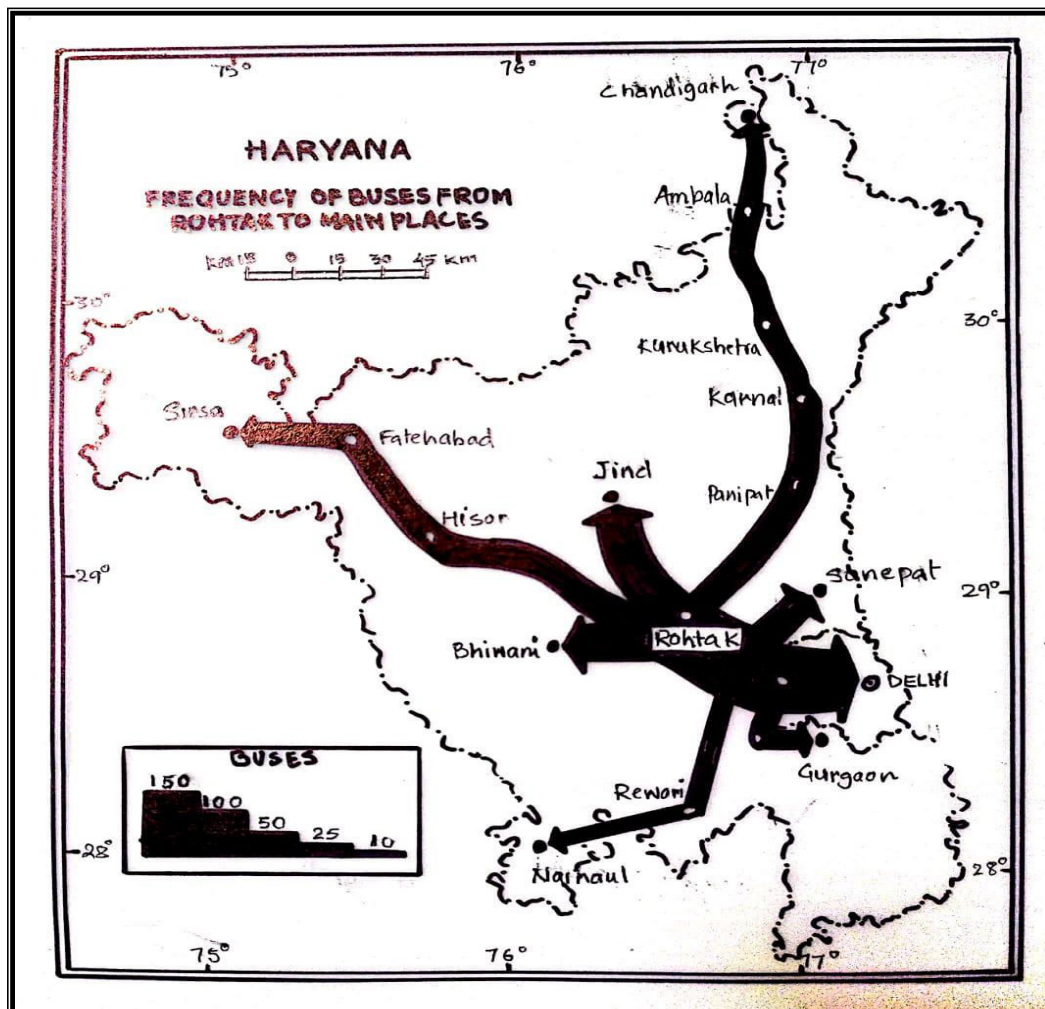 75° 76° 77°
Chandigarh
HARYANA
FREQUENCY OF BUSES FROM
ROHTAK TO MAIN PLACES
Ambala
KM 15 0 15 30 45 KM
30° 30°
Kurukshetra
Sirsa
Karnal
Fatehabad
Jind
Panipat
Hisar
29° 29°
Sonepat
Bhiwani
ROHTAK
DELHI
Gurgaon
BUSES
150
100
50
25
10
Rewari
28° 28°
Narnaul
75° 76° 77°